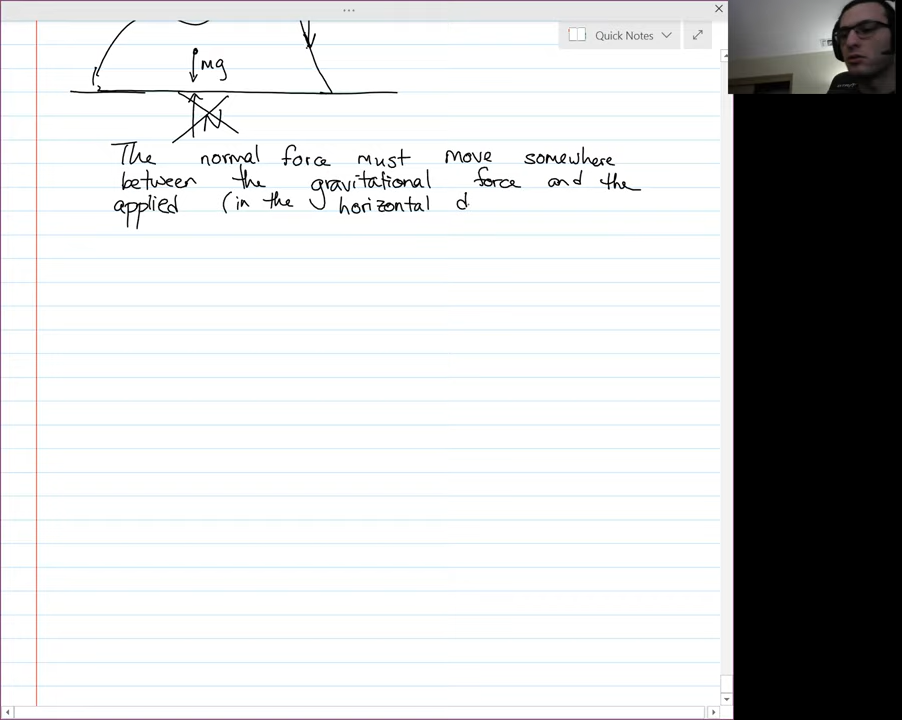 Quick Notes
mg
N
The normal force must move somewhere
between the gravitational force and the
applied (in the horizontal d